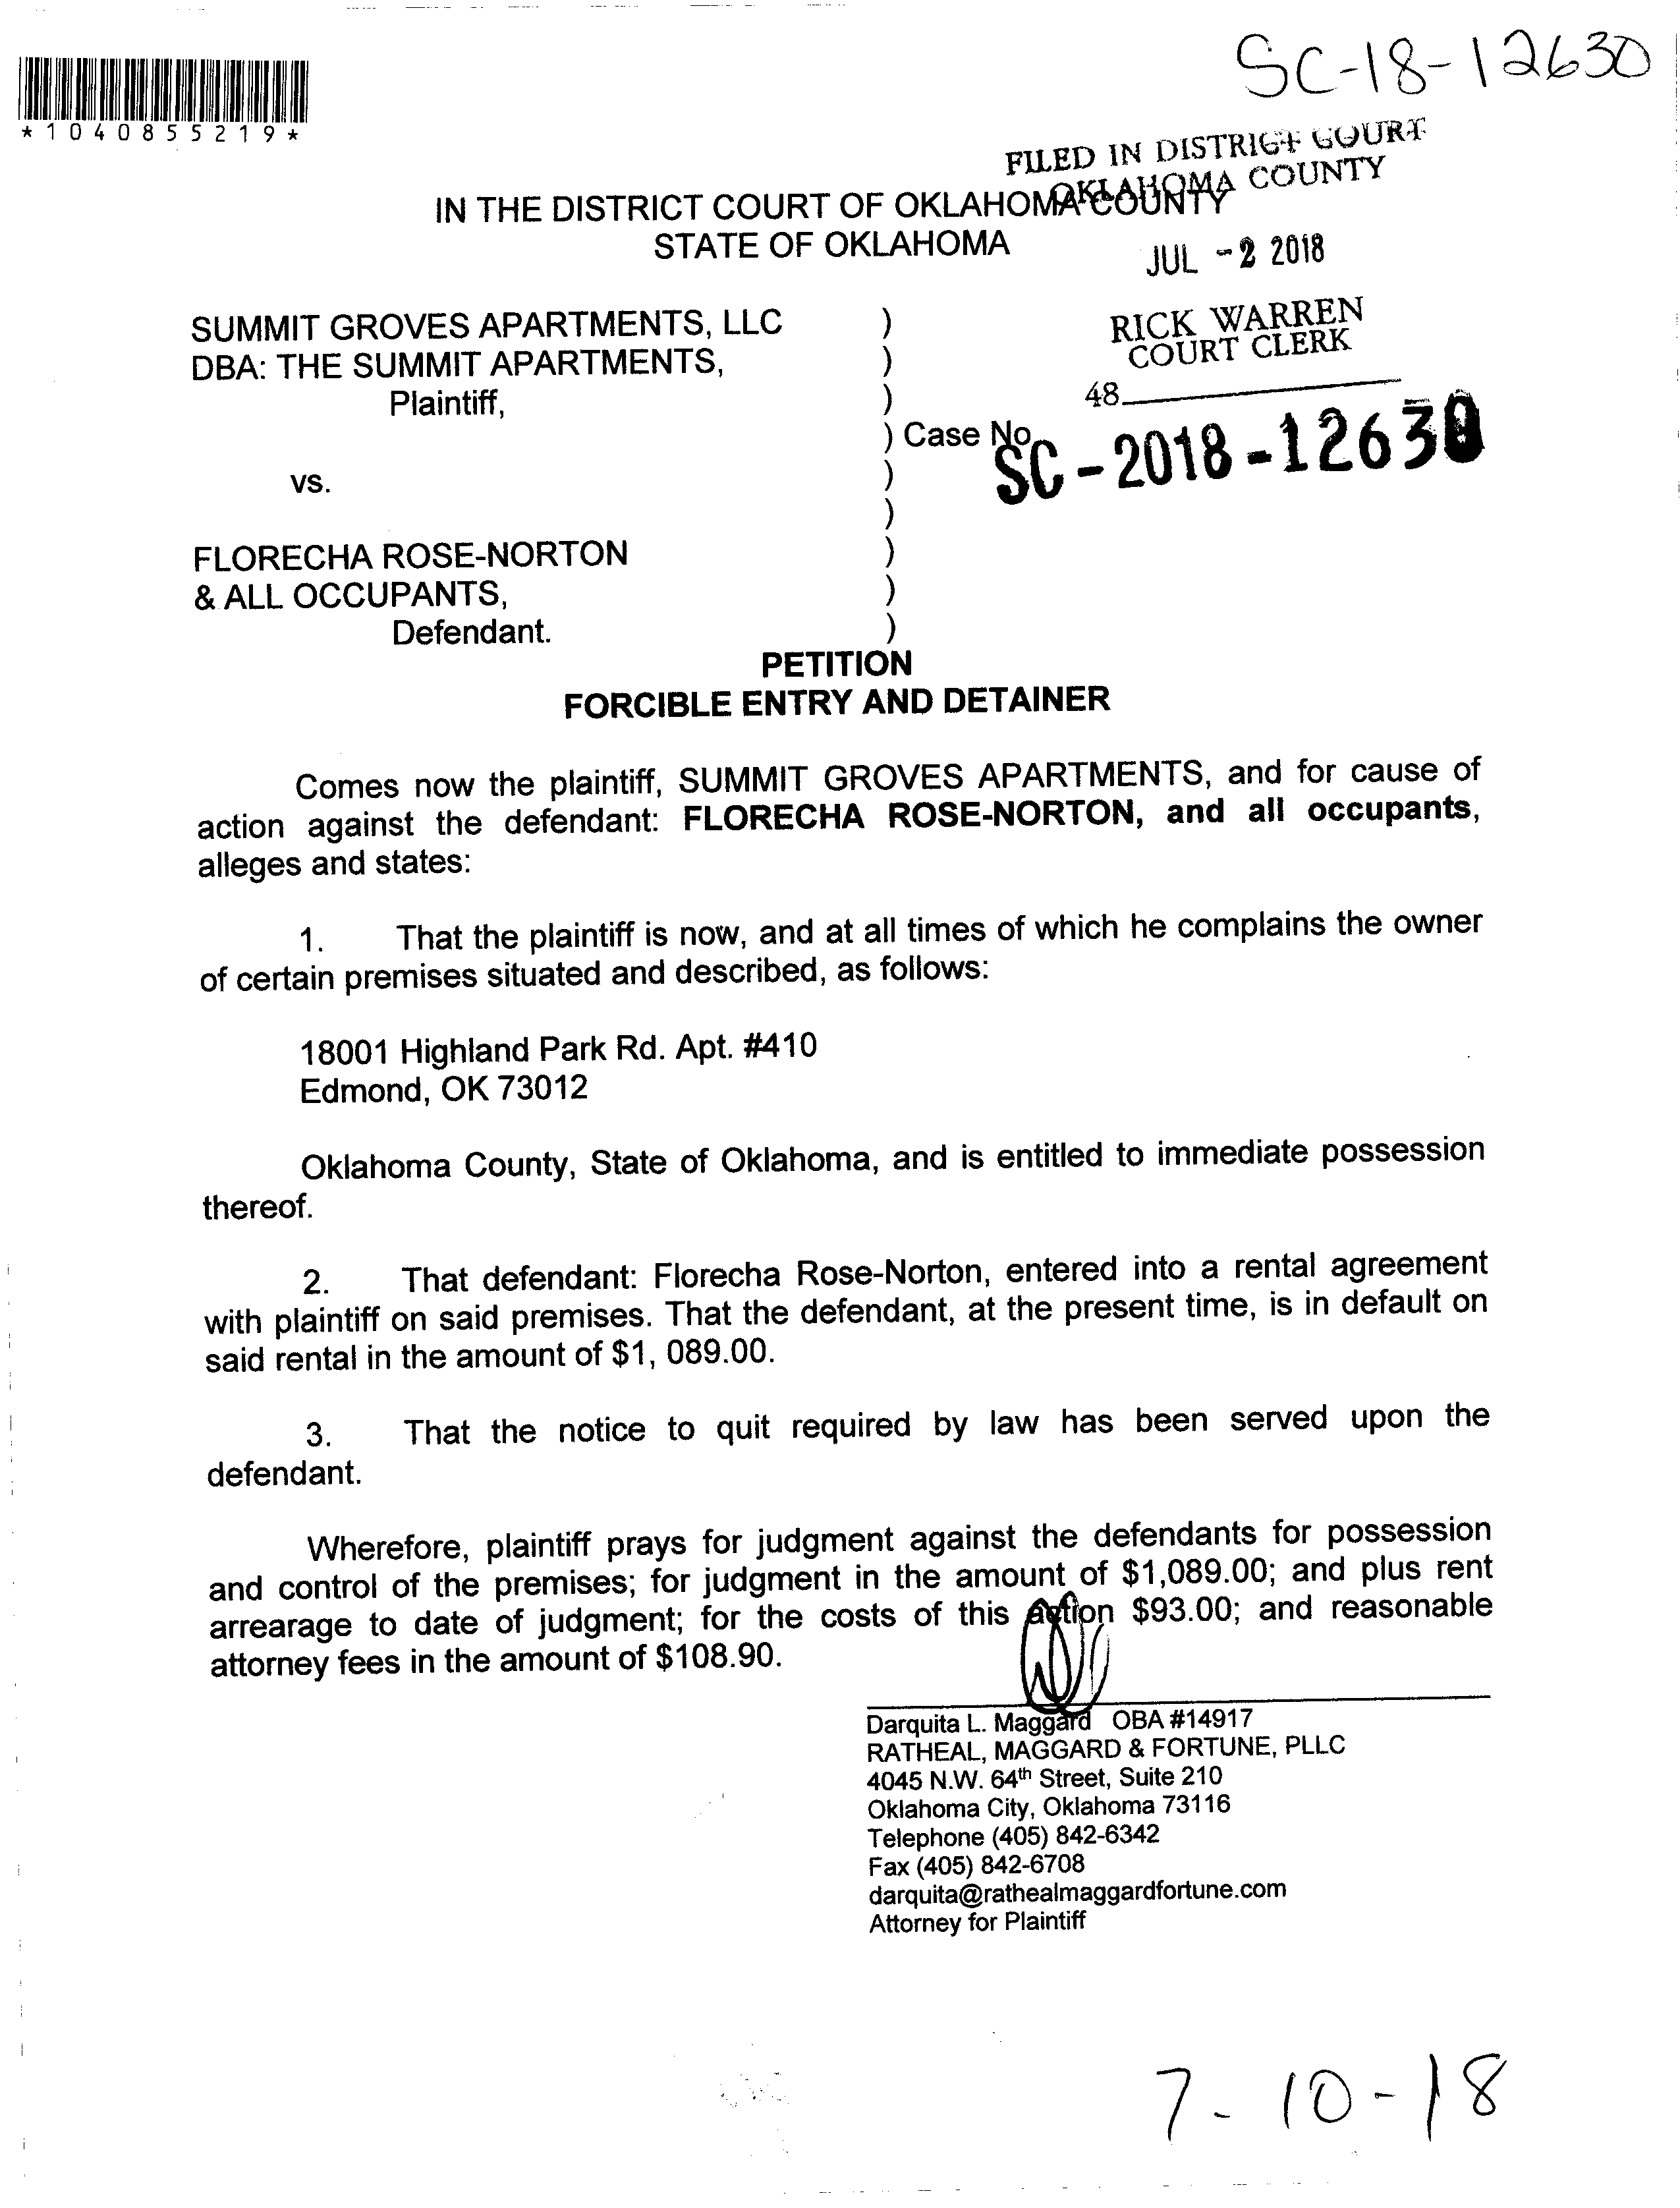 SC-18-12630
*1040855219*
FILED IN DISTRICT COURT
OKLAHOMA COUNTY
IN THE DISTRICT COURT OF OKLAHOMA COUNTY
STATE OF OKLAHOMA
JUL -2 2018
SUMMIT GROVES APARTMENTS, LLC )
DBA: THE SUMMIT APARTMENTS, )
Plaintiff, )
RICK WARREN
COURT CLERK
48
) Case No.
SC-2018-12630
vs. )
)
FLORECHA ROSE-NORTON )
& ALL OCCUPANTS, )
Defendant. )
PETITION
FORCIBLE ENTRY AND DETAINER
Comes now the plaintiff, SUMMIT GROVES APARTMENTS, and for cause of
action against the defendant: FLORECHA ROSE-NORTON, and all occupants,
alleges and states:
1. That the plaintiff is now, and at all times of which he complains the owner
of certain premises situated and described, as follows:
18001 Highland Park Rd. Apt. #410
Edmond, OK 73012
Oklahoma County, State of Oklahoma, and is entitled to immediate possession
thereof.
2. That defendant: Florecha Rose-Norton, entered into a rental agreement
with plaintiff on said premises. That the defendant, at the present time, is in default on
said rental in the amount of $1, 089.00.
3. That the notice to quit required by law has been served upon the
defendant.
Wherefore, plaintiff prays for judgment against the defendants for possession
and control of the premises; for judgment in the amount of $1,089.00; and plus rent
arrearage to date of judgment; for the costs of this action $93.00; and reasonable
attorney fees in the amount of $108.90.
Darquita L. Maggard OBA #14917
RATHEAL, MAGGARD & FORTUNE, PLLC
4045 N.W. 64th Street, Suite 210
Oklahoma City, Oklahoma 73116
Telephone (405) 842-6342
Fax (405) 842-6708
darquita@rathealmaggardfortune.com
Attorney for Plaintiff
7-10-18